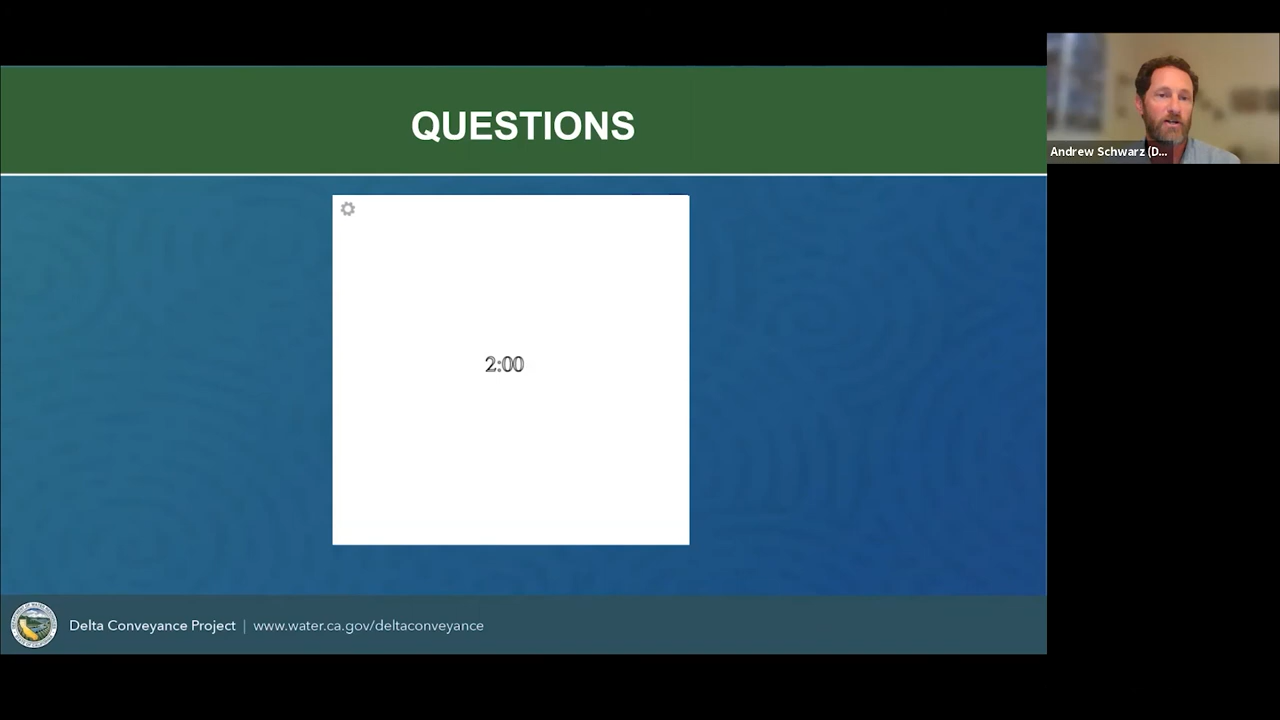 QUESTIONS
Andrew Schwarz (D...
2:00
Delta Conveyance Project | www.water.ca.gov/deltaconveyance